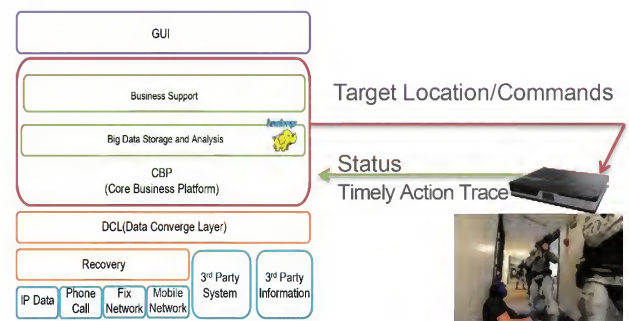 GUI
Business Support
Big Data Storage and Analysis
hadoop
CBP
(Core Business Platform)
DCL(Data Converge Layer)
Recovery
IP Data
Phone
Call
Fix
Network
Mobile
Network
3rd Party
System
3rd Party
Information
Target Location/Commands
Status
Timely Action Trace